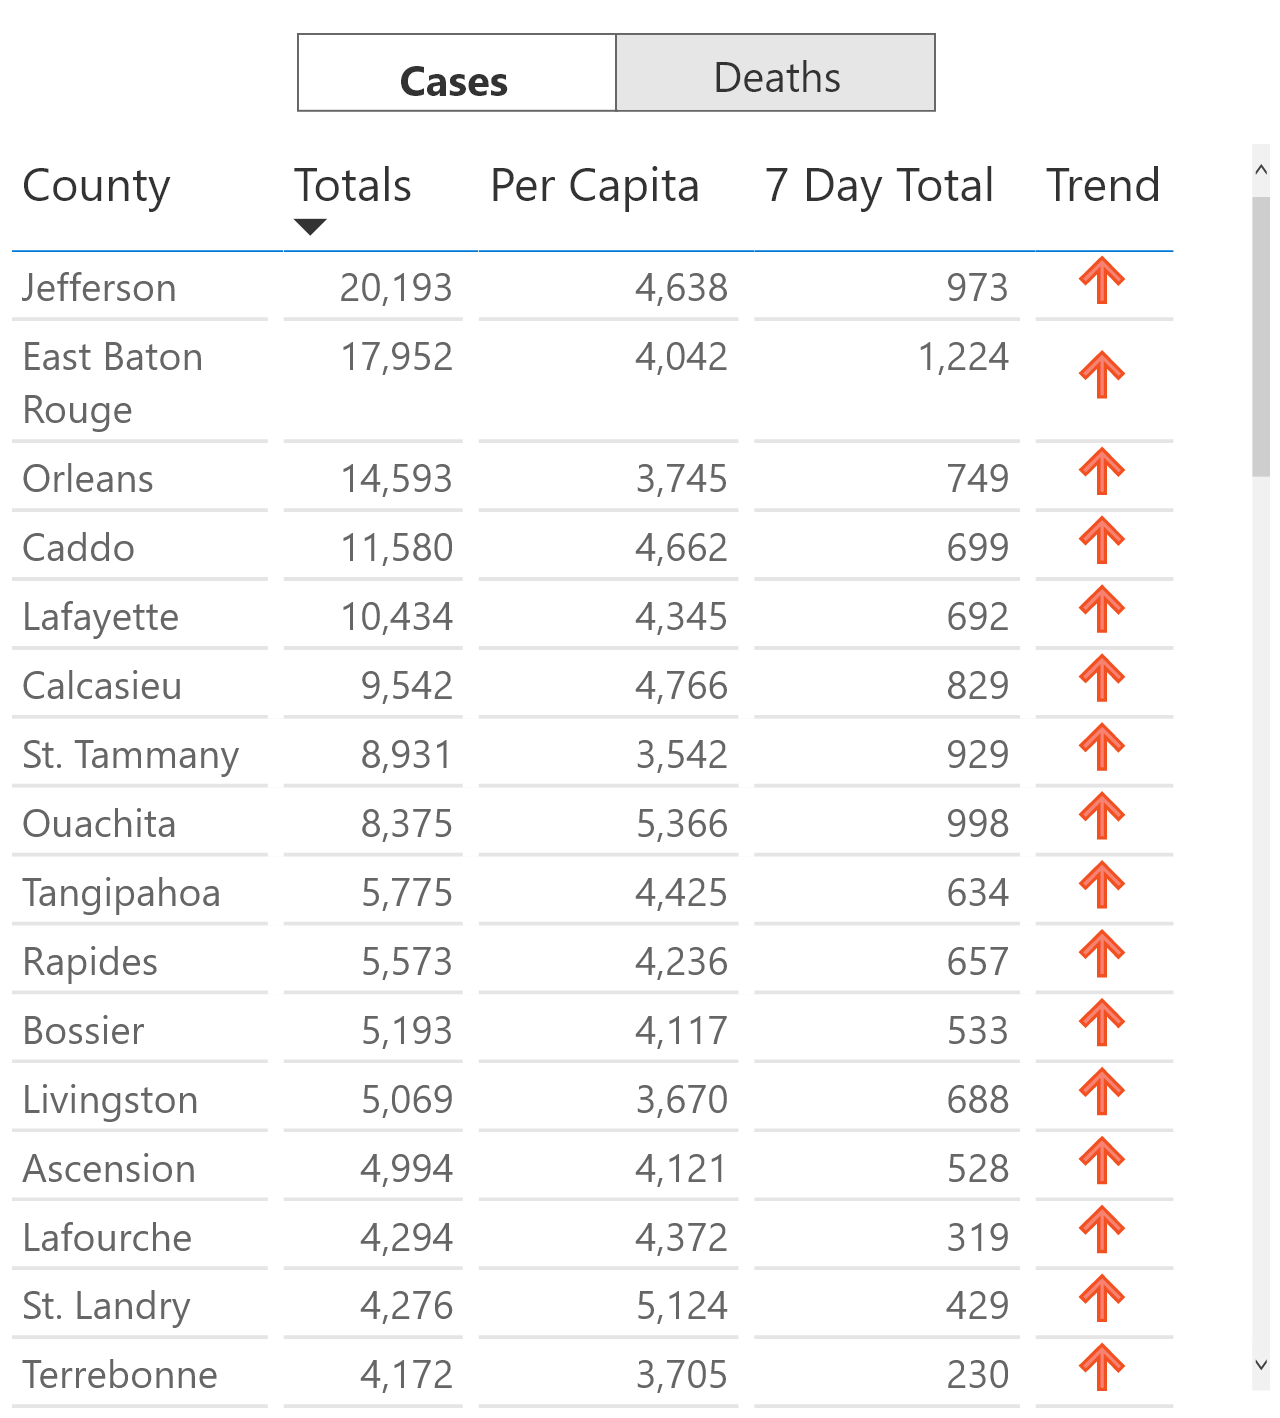 Cases Deaths
County Totals Per Capita 7 Day Total Trend
Jefferson 20,193 4,638 973
East Baton 17,952 4,042 1,224
Rouge
Orleans 14,593 3,745 749
Caddo 11,580 4,662 699
Lafayette 10,434 4,345 692
Calcasieu 9,542 4,766 829
St. Tammany 8,931 3,542 929
Ouachita 8,375 5,366 998
Tangipahoa 5,775 4,425 634
Rapides 5,573 4,236 657
Bossier 5,193 4,117 533
Livingston 5,069 3,670 688
Ascension 4,994 4,121 528
Lafourche 4,294 4,372 319
St. Landry 4,276 5,124 429
Terrebonne 4,172 3,705 230